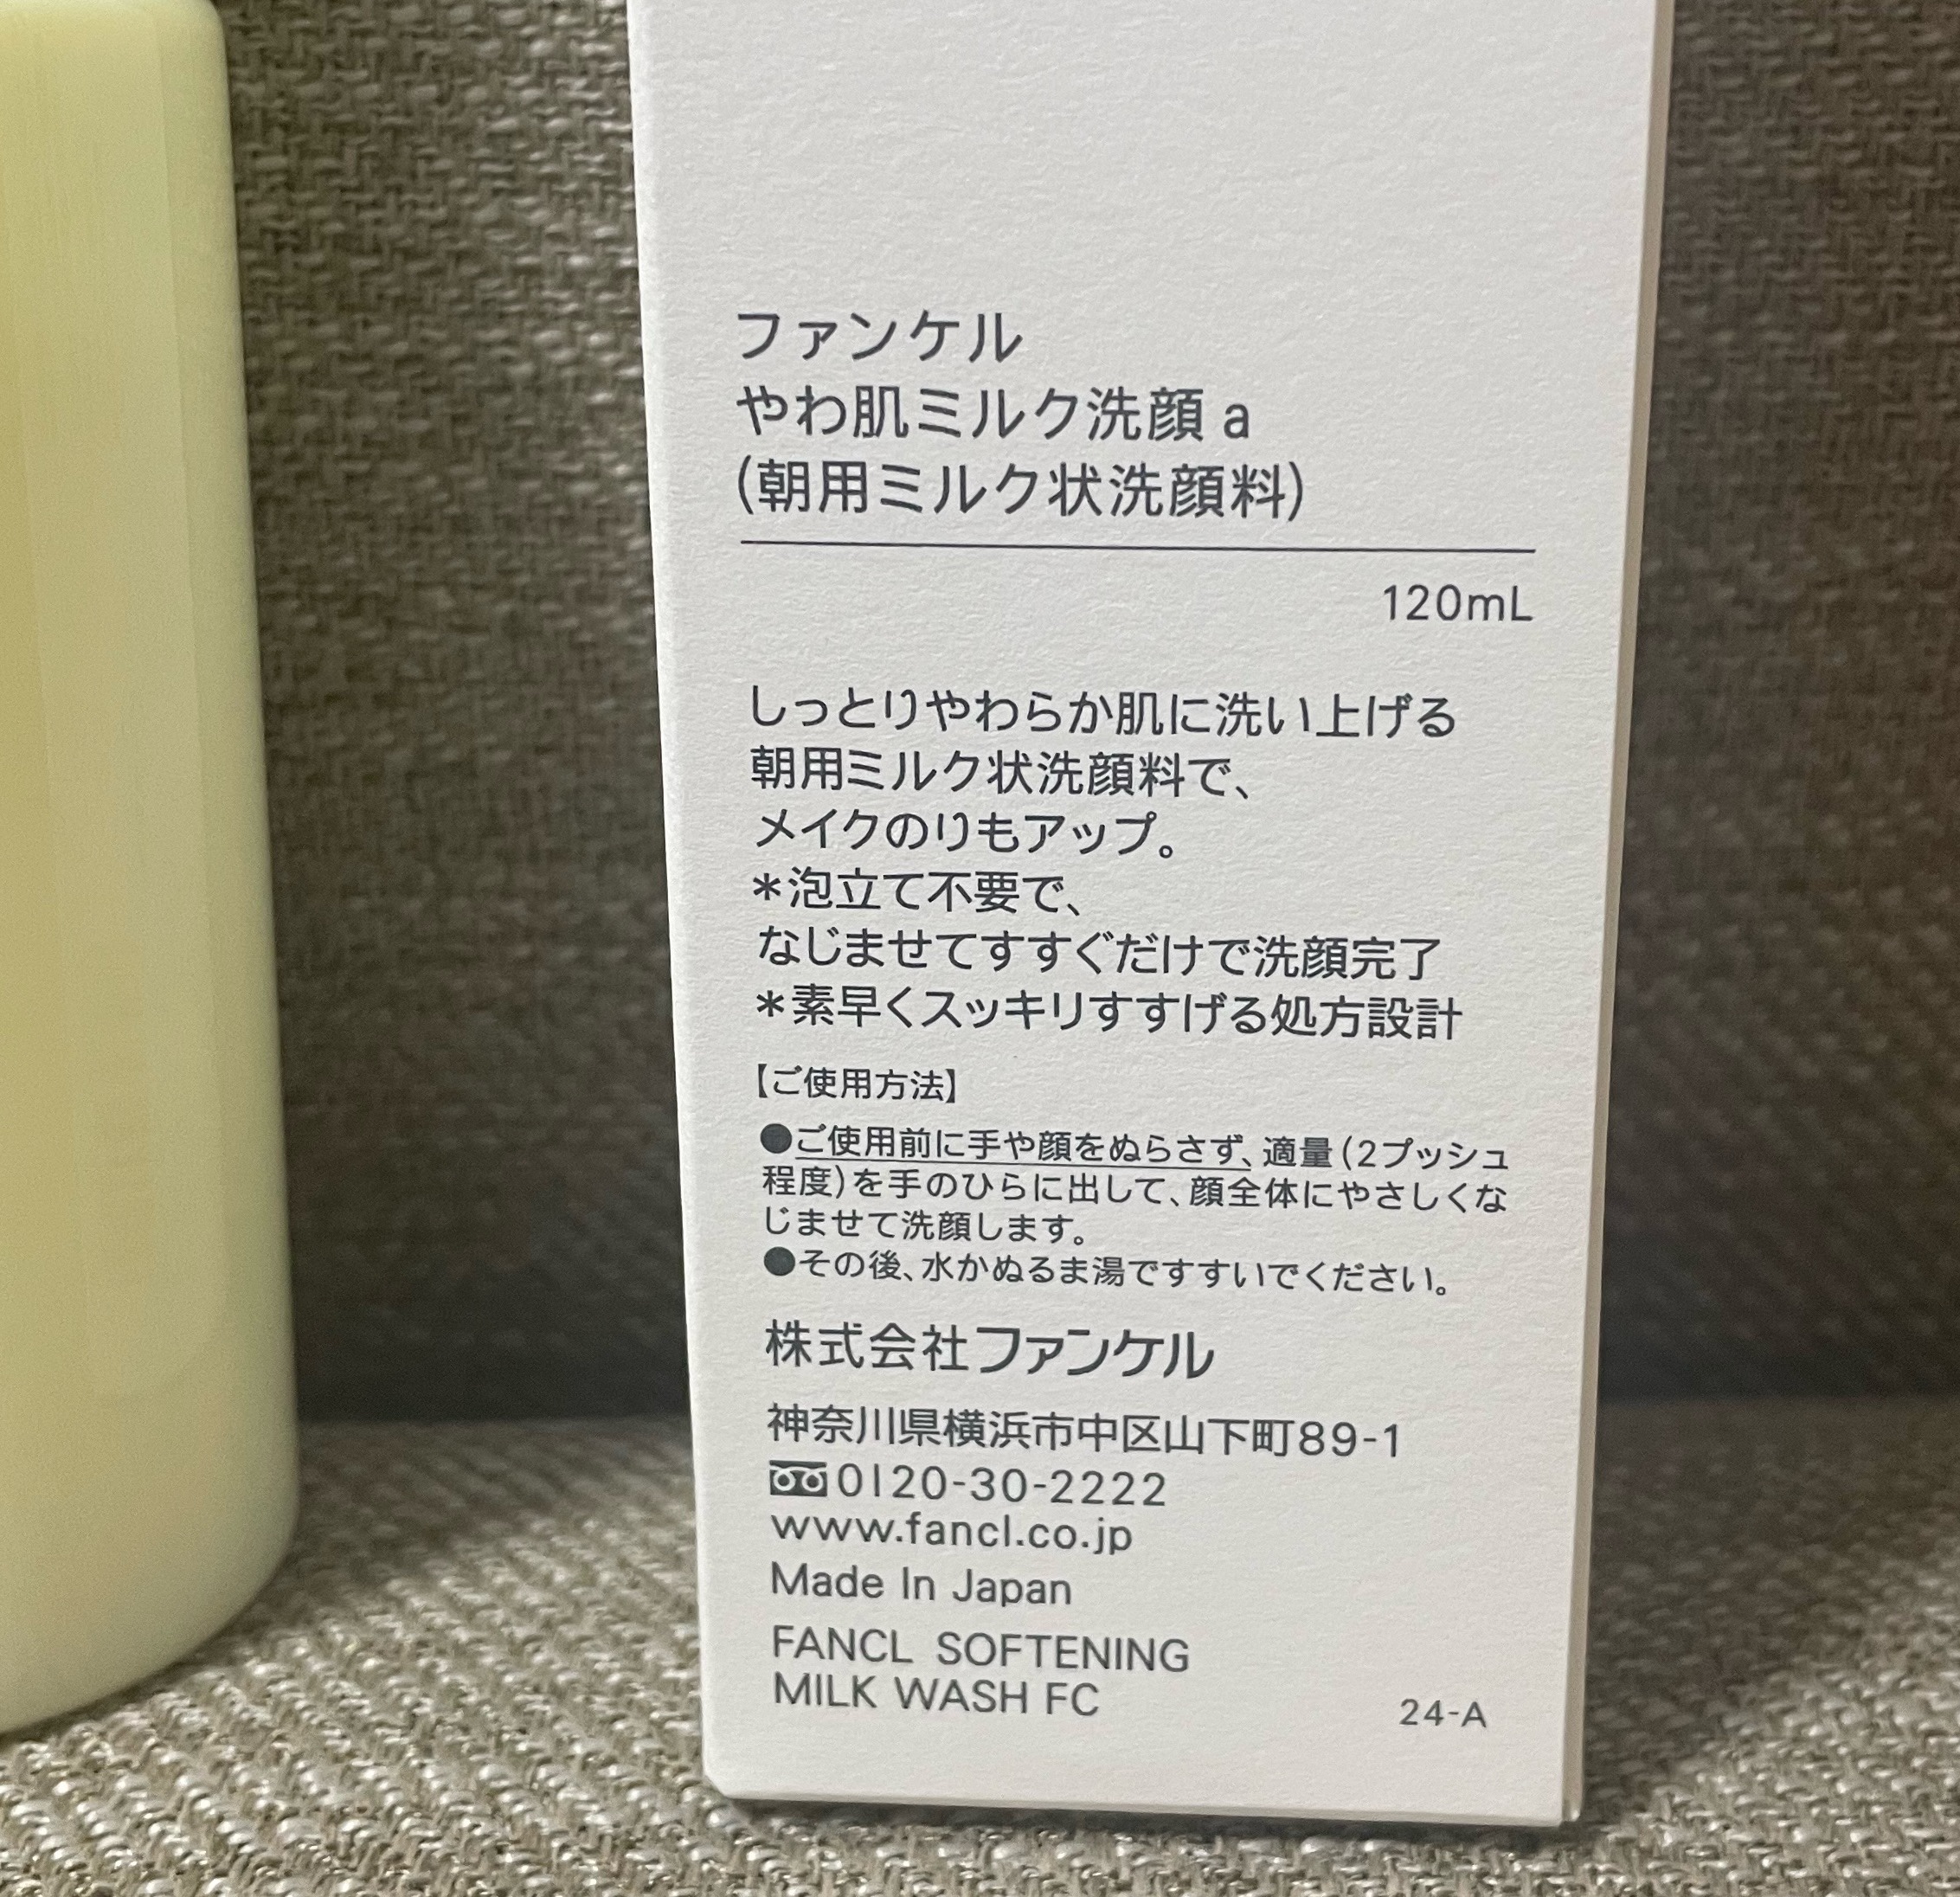 ファンケル
やわ肌ミルク洗顔 a
(朝用ミルク状洗顔料)
120mL
しっとりやわらか肌に洗い上げる
朝用ミルク状洗顔料で、
メイクのりもアップ。
＊泡立て不要で、
なじませてすすぐだけで洗顔完了
＊素早くスッキリすすげる処方設計
【ご使用方法】
●ご使用前に手や顔をぬらさず、適量(2プッシュ
程度)を手のひらに出して、顔全体にやさしくな
じませて洗顔します。
●その後、水かぬるま湯ですすいでください。
株式会社ファンケル
神奈川県横浜市中区山下町89-1
0120-30-2222
www.fancl.co.jp
Made In Japan
FANCL SOFTENING
MILK WASH FC
24-A